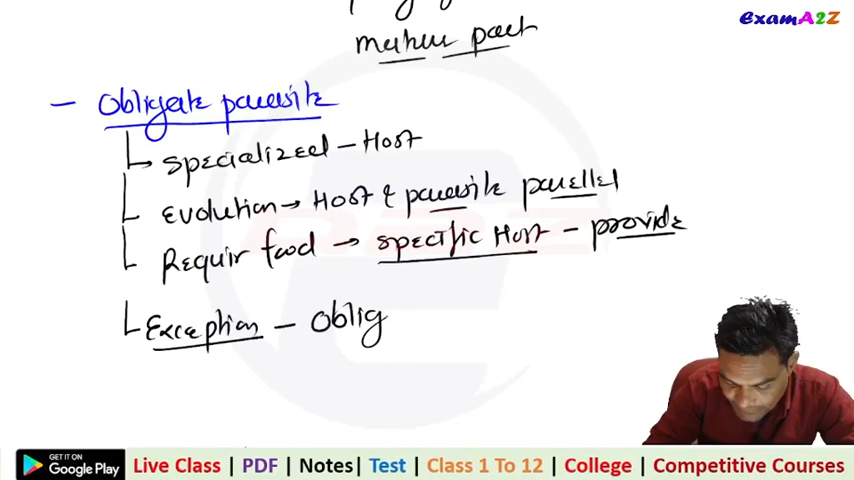 ExamA2Z
mature part
- Obligate parasite
specialized - Host
Evolution → Host & parasite parellel
Requir food → specific Host - provide
Exception - Oblig
GET IT ON
Google Play
Live Class | PDF | Notes| Test | Class 1 To 12 | College | Competitive Courses